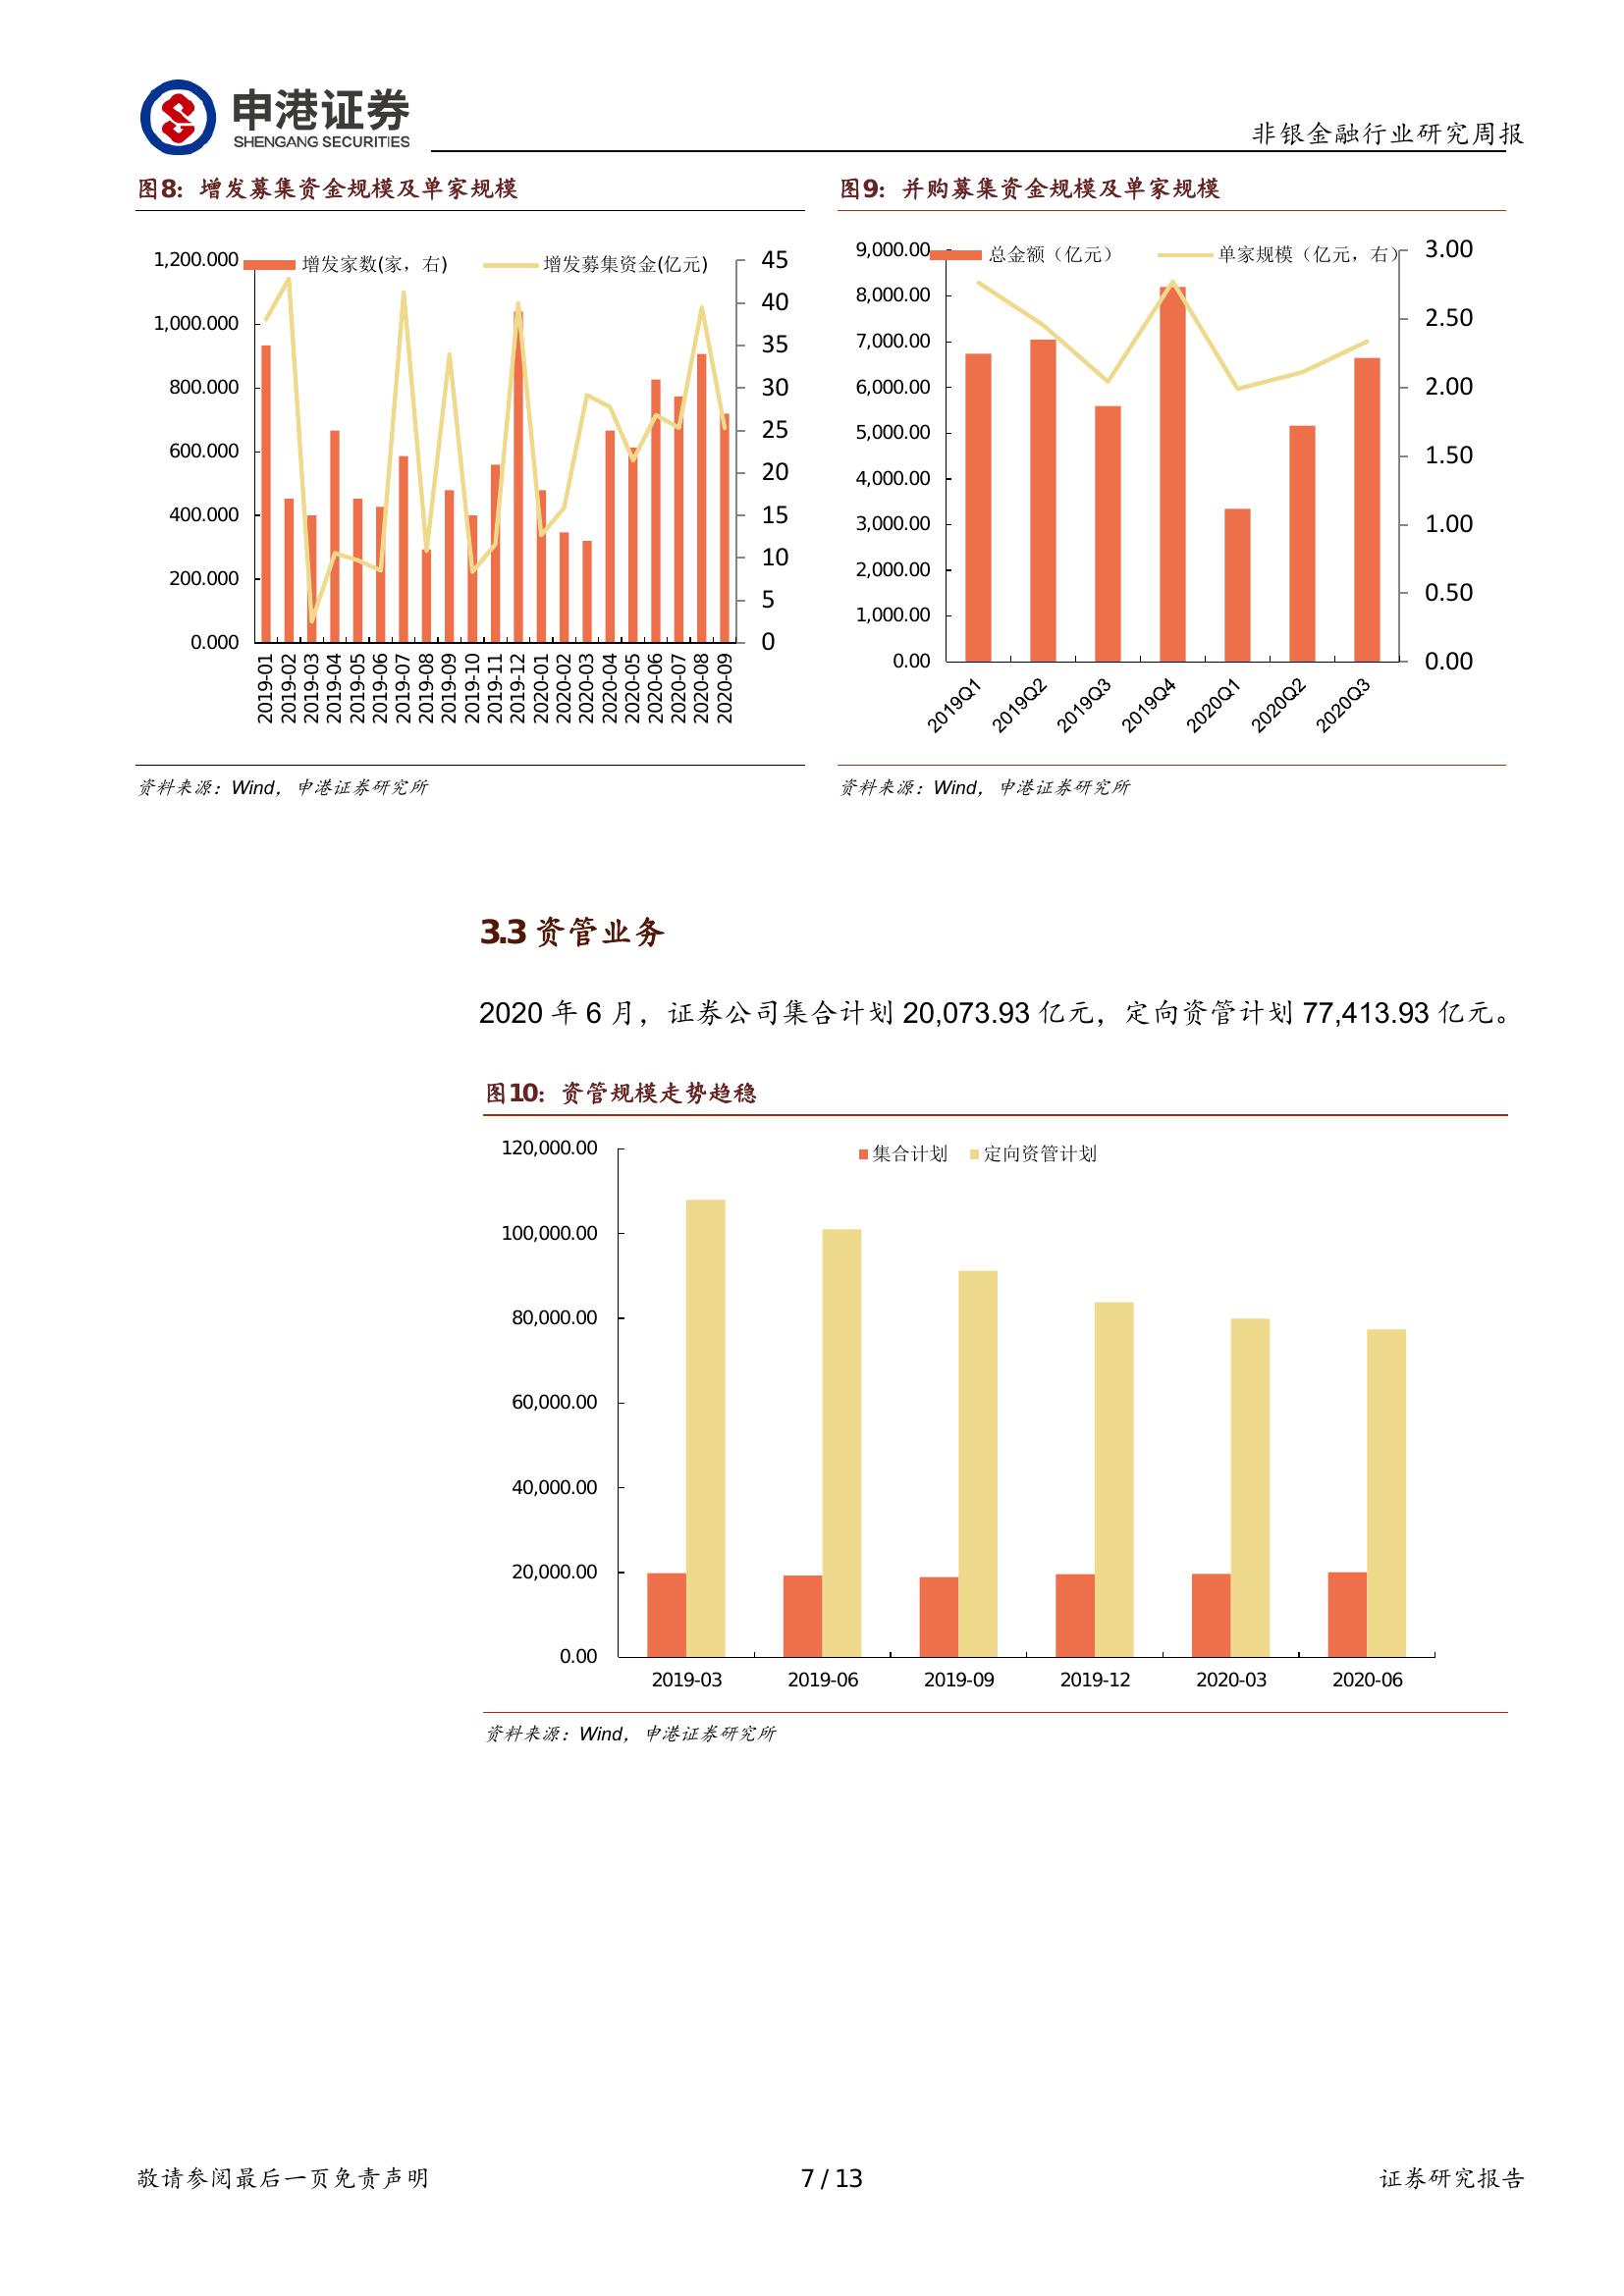 申港证券
SHENGANG SECURITIES
非银金融行业研究周报
图8：增发募集资金规模及单家规模
1,200.000
1,000.000
800.000
600.000
400.000
200.000
0.000
增发家数(家，右)
增发募集资金(亿元)
45
40
35
30
25
20
15
10
5
0
2019-01
2019-02
2019-03
2019-04
2019-05
2019-06
2019-07
2019-08
2019-09
2019-10
2019-11
2019-12
2020-01
2020-02
2020-03
2020-04
2020-05
2020-06
2020-07
2020-08
2020-09
资料来源：Wind，申港证券研究所
图9：并购募集资金规模及单家规模
9,000.00
8,000.00
7,000.00
6,000.00
5,000.00
4,000.00
3,000.00
2,000.00
1,000.00
0.00
总金额（亿元）
单家规模（亿元，右）
3.00
2.50
2.00
1.50
1.00
0.50
0.00
2019Q1
2019Q2
2019Q3
2019Q4
2020Q1
2020Q2
2020Q3
资料来源：Wind，申港证券研究所
3.3 资管业务
2020 年 6 月，证券公司集合计划 20,073.93 亿元，定向资管计划 77,413.93 亿元。
图10：资管规模走势趋稳
120,000.00
100,000.00
80,000.00
60,000.00
40,000.00
20,000.00
0.00
集合计划
定向资管计划
2019-03
2019-06
2019-09
2019-12
2020-03
2020-06
资料来源：Wind，申港证券研究所
敬请参阅最后一页免责声明
7 / 13
证券研究报告